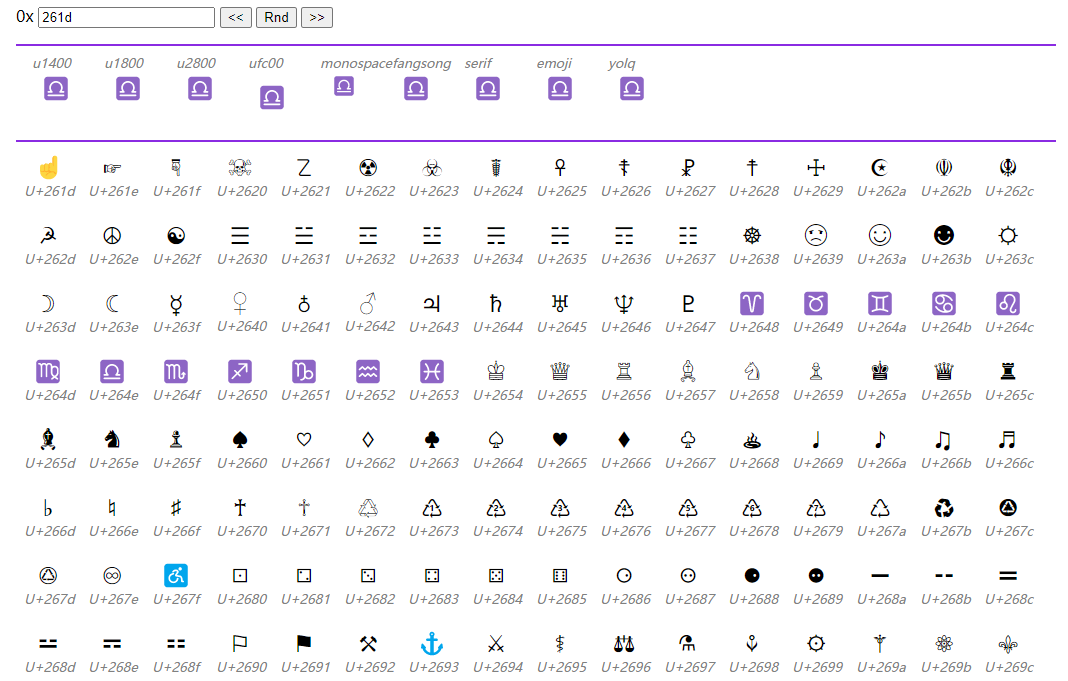 0x 261d << Rnd >>
u1400 u1800 u2800 ufc00 monospace fangsong serif emoji yolq
♎ ♎ ♎ ♎ ♎ ♎ ♎ ♎ ♎
☝ ☞ ☟ ☠ ☡ ☢ ☣ ☤ ☥ ☦ ☧ ☨ ☩ ☪ ☫ ☬
U+261d U+261e U+261f U+2620 U+2621 U+2622 U+2623 U+2624 U+2625 U+2626 U+2627 U+2628 U+2629 U+262a U+262b U+262c
☭ ☮ ☯ ☰ ☱ ☲ ☳ ☴ ☵ ☶ ☷ ☸ ☹ ☺ ☻ ☼
U+262d U+262e U+262f U+2630 U+2631 U+2632 U+2633 U+2634 U+2635 U+2636 U+2637 U+2638 U+2639 U+263a U+263b U+263c
☽ ☾ ☿ ♀ ♁ ♂ ♃ ♄ ♅ ♆ ♇ ♈ ♉ ♊ ♋ ♌
U+263d U+263e U+263f U+2640 U+2641 U+2642 U+2643 U+2644 U+2645 U+2646 U+2647 U+2648 U+2649 U+264a U+264b U+264c
♍ ♎ ♏ ♐ ♑ ♒ ♓ ♔ ♕ ♖ ♗ ♘ ♙ ♚ ♛ ♜
U+264d U+264e U+264f U+2650 U+2651 U+2652 U+2653 U+2654 U+2655 U+2656 U+2657 U+2658 U+2659 U+265a U+265b U+265c
♝ ♞ ♟ ♠ ♡ ♢ ♣ ♤ ♥ ♦ ♧ ♨ ♩ ♪ ♫ ♬
U+265d U+265e U+265f U+2660 U+2661 U+2662 U+2663 U+2664 U+2665 U+2666 U+2667 U+2668 U+2669 U+266a U+266b U+266c
♭ ♮ ♯ ♰ ♱ ♲ ♳ ♴ ♵ ♶ ♷ ♸ ♹ ♺ ♻ ♼
U+266d U+266e U+266f U+2670 U+2671 U+2672 U+2673 U+2674 U+2675 U+2676 U+2677 U+2678 U+2679 U+267a U+267b U+267c
♽ ♾ ♿ ⚀ ⚁ ⚂ ⚃ ⚄ ⚅ ⚆ ⚇ ⚈ ⚉ ⚊ ⚋ ⚌
U+267d U+267e U+267f U+2680 U+2681 U+2682 U+2683 U+2684 U+2685 U+2686 U+2687 U+2688 U+2689 U+268a U+268b U+268c
⚍ ⚎ ⚏ ⚐ ⚑ ⚒ ⚓ ⚔ ⚕ ⚖ ⚗ ⚘ ⚙ ⚚ ⚛ ⚜
U+268d U+268e U+268f U+2690 U+2691 U+2692 U+2693 U+2694 U+2695 U+2696 U+2697 U+2698 U+2699 U+269a U+269b U+269c